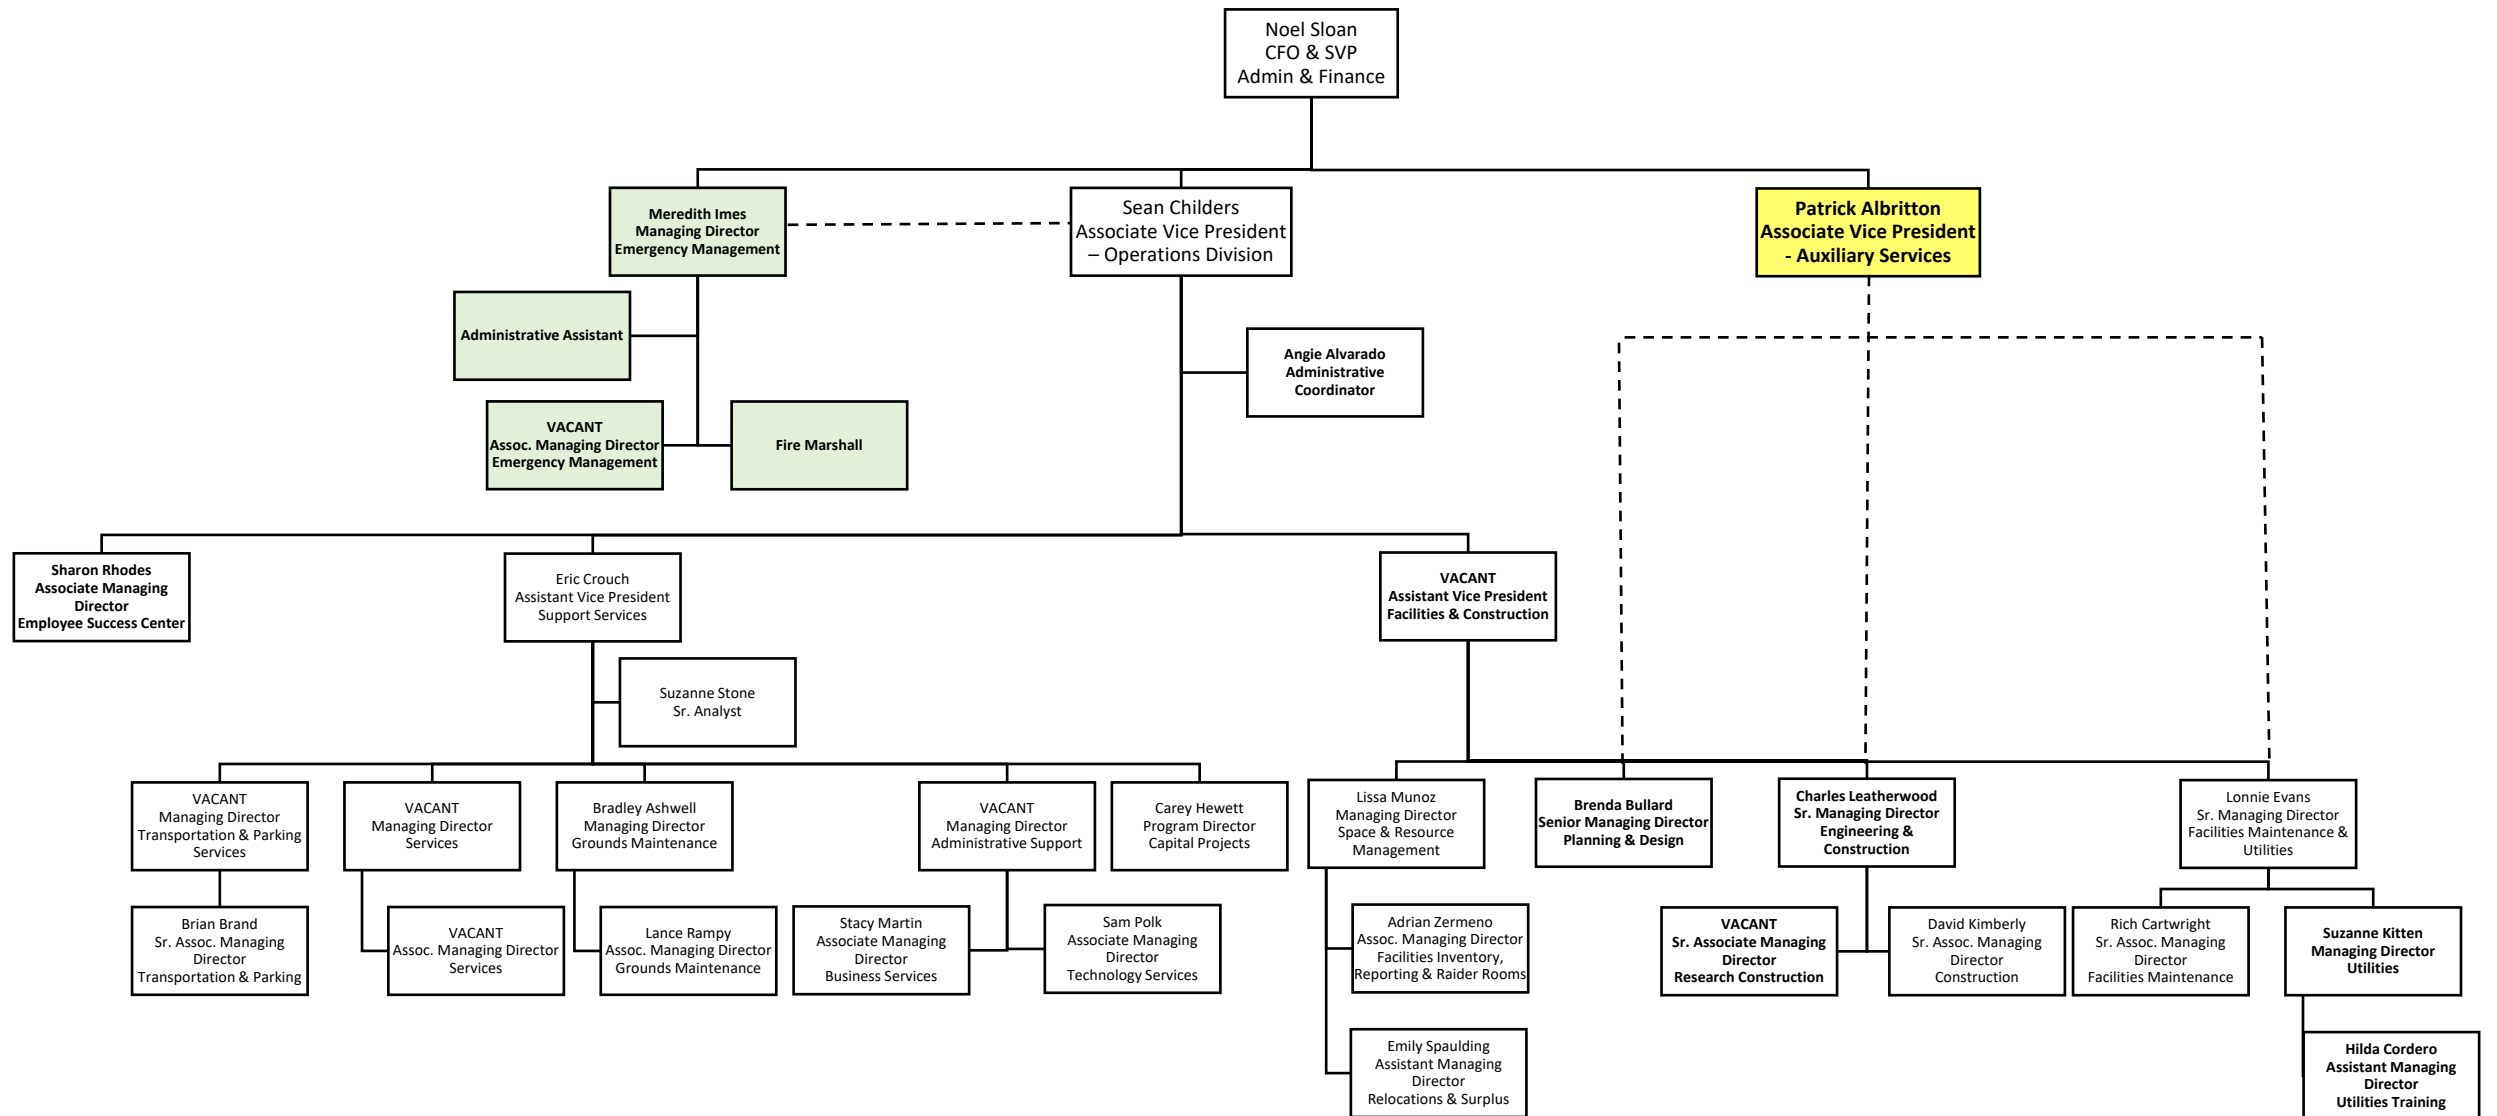 Noel Sloan
CFO & SVP
Admin & Finance
Meredith Imes
Managing Director
Emergency Management
Sean Childers
Associate Vice President
– Operations Division
Patrick Albritton
Associate Vice President
- Auxiliary Services
Administrative Assistant
Angie Alvarado
Administrative
Coordinator
VACANT
Assoc. Managing Director
Emergency Management
Fire Marshall
Sharon Rhodes
Associate Managing
Director
Employee Success Center
Eric Crouch
Assistant Vice President
Support Services
VACANT
Assistant Vice President
Facilities & Construction
Suzanne Stone
Sr. Analyst
VACANT
Managing Director
Transportation & Parking
Services
VACANT
Managing Director
Services
Bradley Ashwell
Managing Director
Grounds Maintenance
VACANT
Managing Director
Administrative Support
Carey Hewett
Program Director
Capital Projects
Lissa Munoz
Managing Director
Space & Resource
Management
Brenda Bullard
Senior Managing Director
Planning & Design
Charles Leatherwood
Sr. Managing Director
Engineering &
Construction
Lonnie Evans
Sr. Managing Director
Facilities Maintenance &
Utilities
Brian Brand
Sr. Assoc. Managing
Director
Transportation & Parking
VACANT
Assoc. Managing Director
Services
Lance Rampy
Assoc. Managing Director
Grounds Maintenance
Stacy Martin
Associate Managing
Director
Business Services
Sam Polk
Associate Managing
Director
Technology Services
Adrian Zermeno
Assoc. Managing Director
Facilities Inventory,
Reporting & Raider Rooms
VACANT
Sr. Associate Managing
Director
Research Construction
David Kimberly
Sr. Assoc. Managing
Director
Construction
Rich Cartwright
Sr. Assoc. Managing
Director
Facilities Maintenance
Suzanne Kitten
Managing Director
Utilities
Emily Spaulding
Assistant Managing
Director
Relocations & Surplus
Hilda Cordero
Assistant Managing
Director
Utilities Training